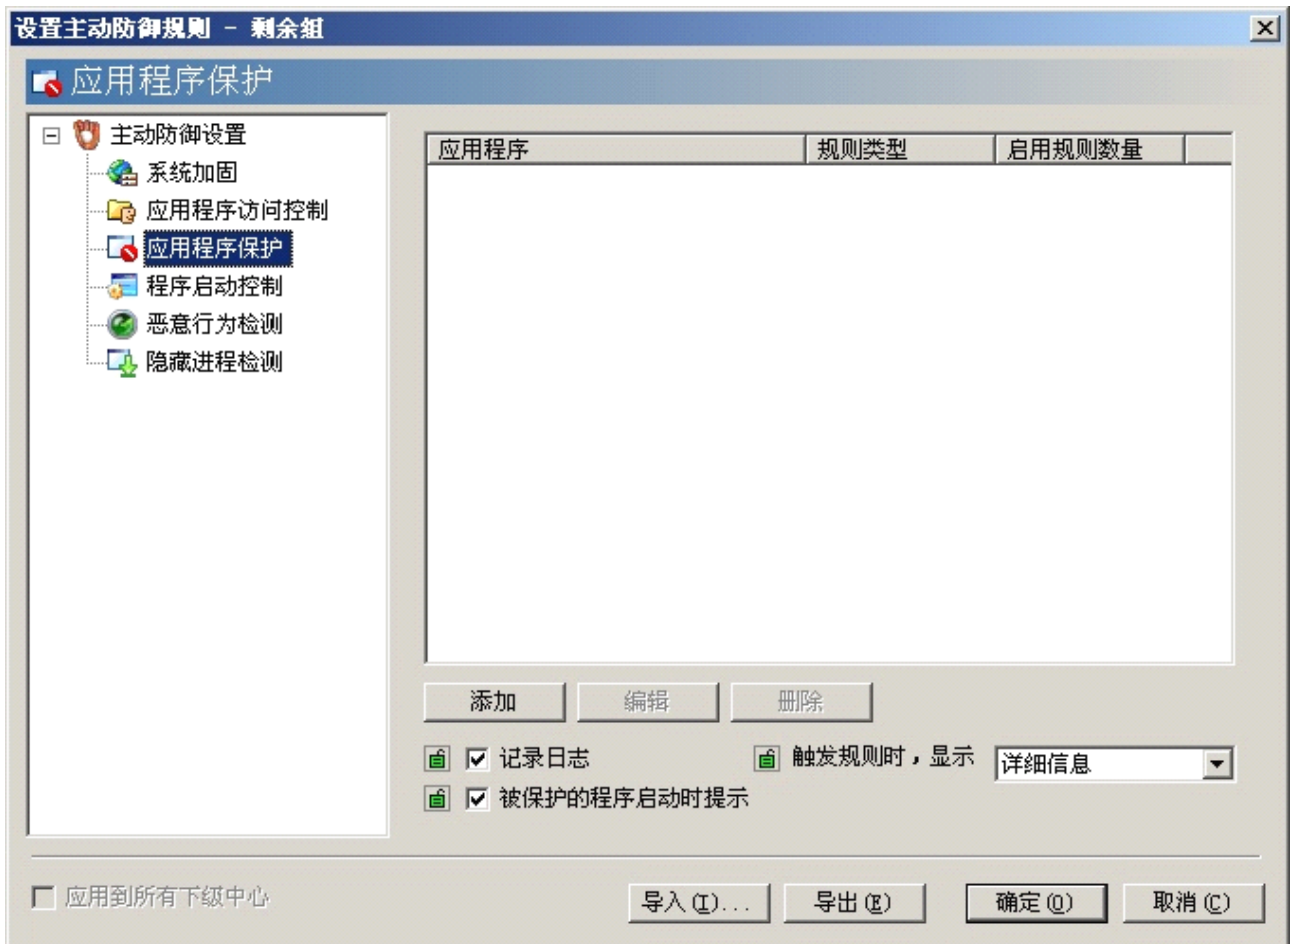 设置主动防御规则 - 剩余组
应用程序保护
主动防御设置
系统加固
应用程序访问控制
应用程序保护
程序启动控制
恶意行为检测
隐藏进程检测
应用程序 规则类型 启用规则数量
添加 编辑 删除
记录日志 触发规则时，显示 详细信息
被保护的程序启动时提示
应用到所有下级中心 导入(I)... 导出(E) 确定(O) 取消(C)